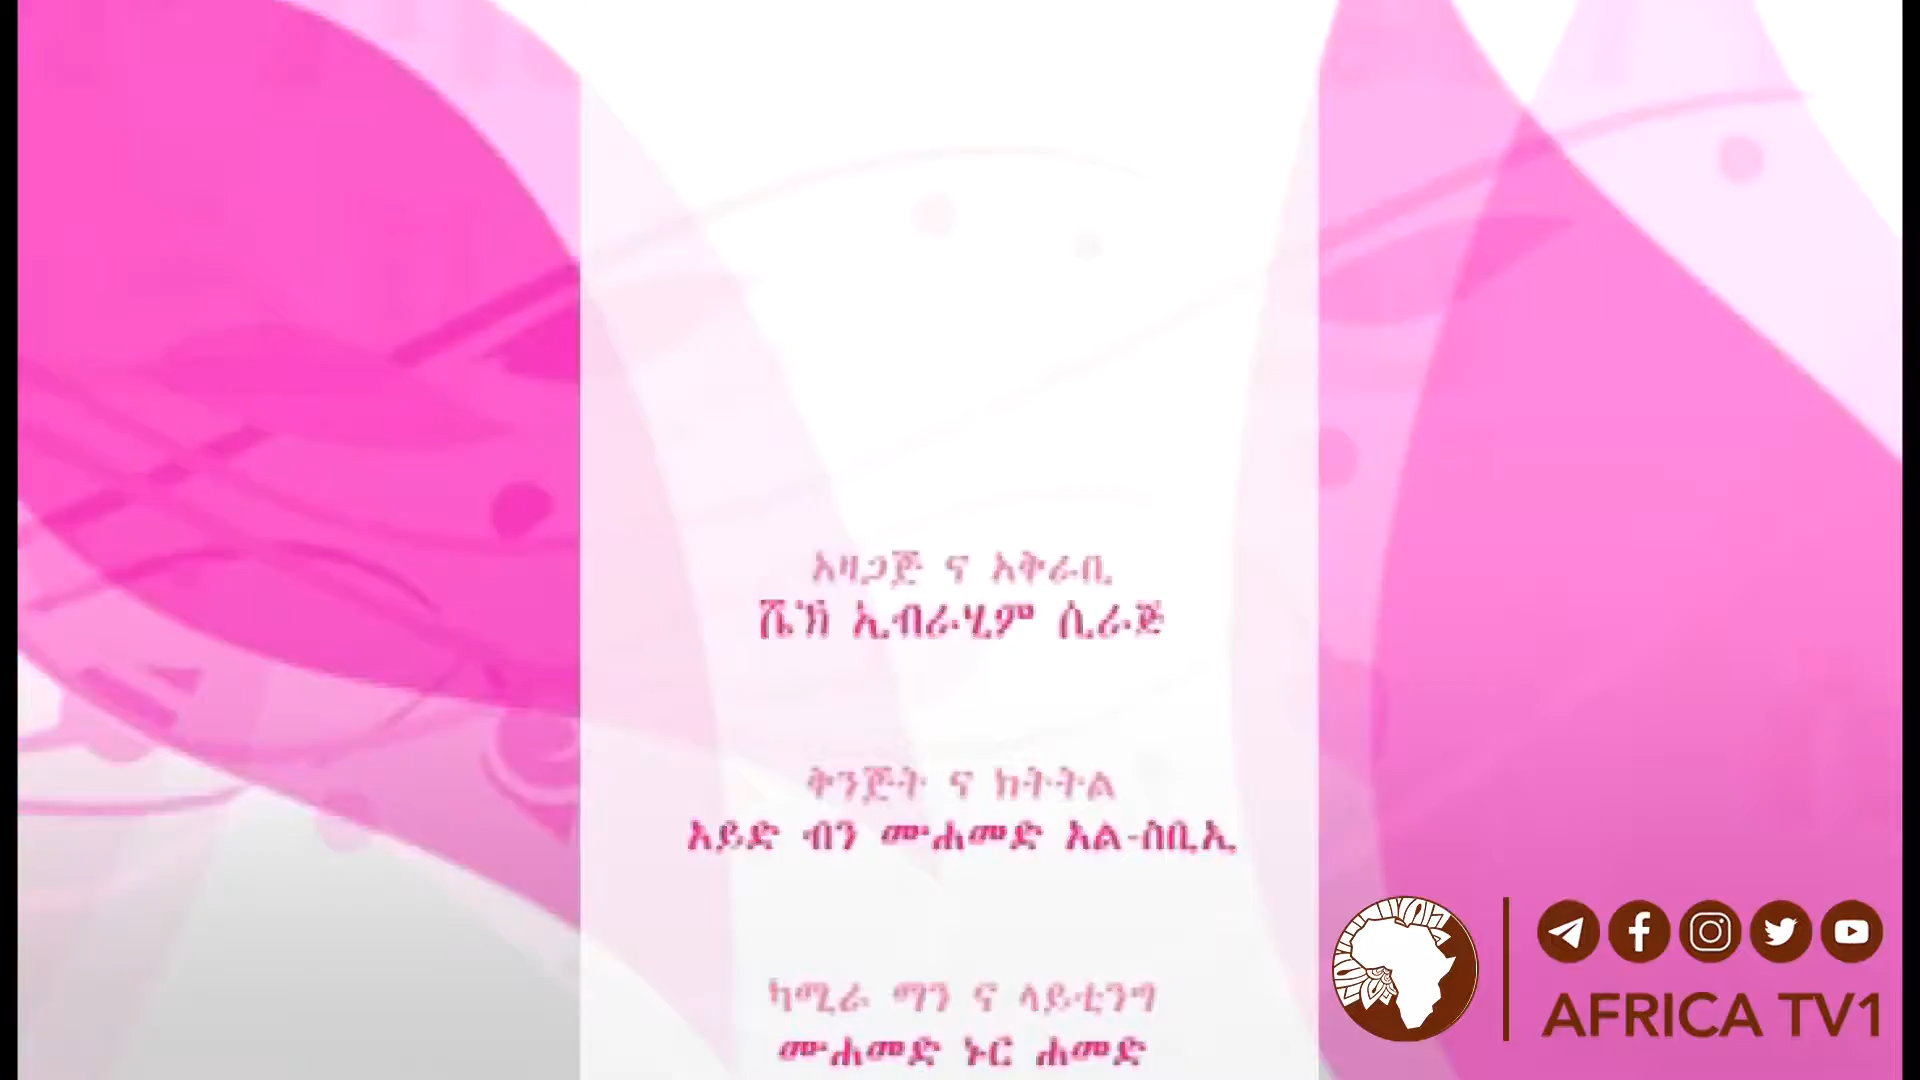 አዛጋጅ ና አቅራቢ
ሼኽ ኢብራሂም ሲራጅ
ቅንጅት ና ክትትል
አይድ ብን ሙሐመድ አል-ስቢኢ
ካሜራ ማን ና ላይቲንግ
ሙሐመድ ኑር ሐመድ
AFRICA TV1